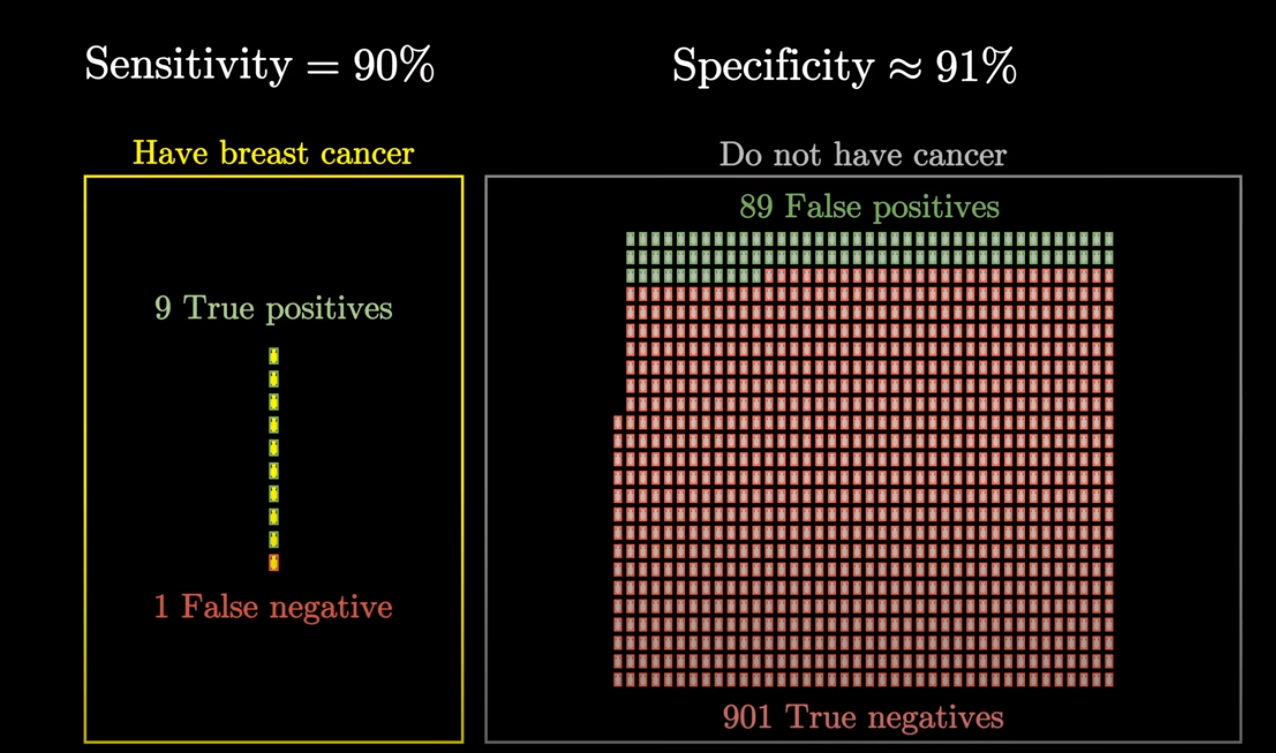 Sensitivity = 90%
Specificity ≈ 91%
Have breast cancer
Do not have cancer
89 False positives
9 True positives
1 False negative
901 True negatives